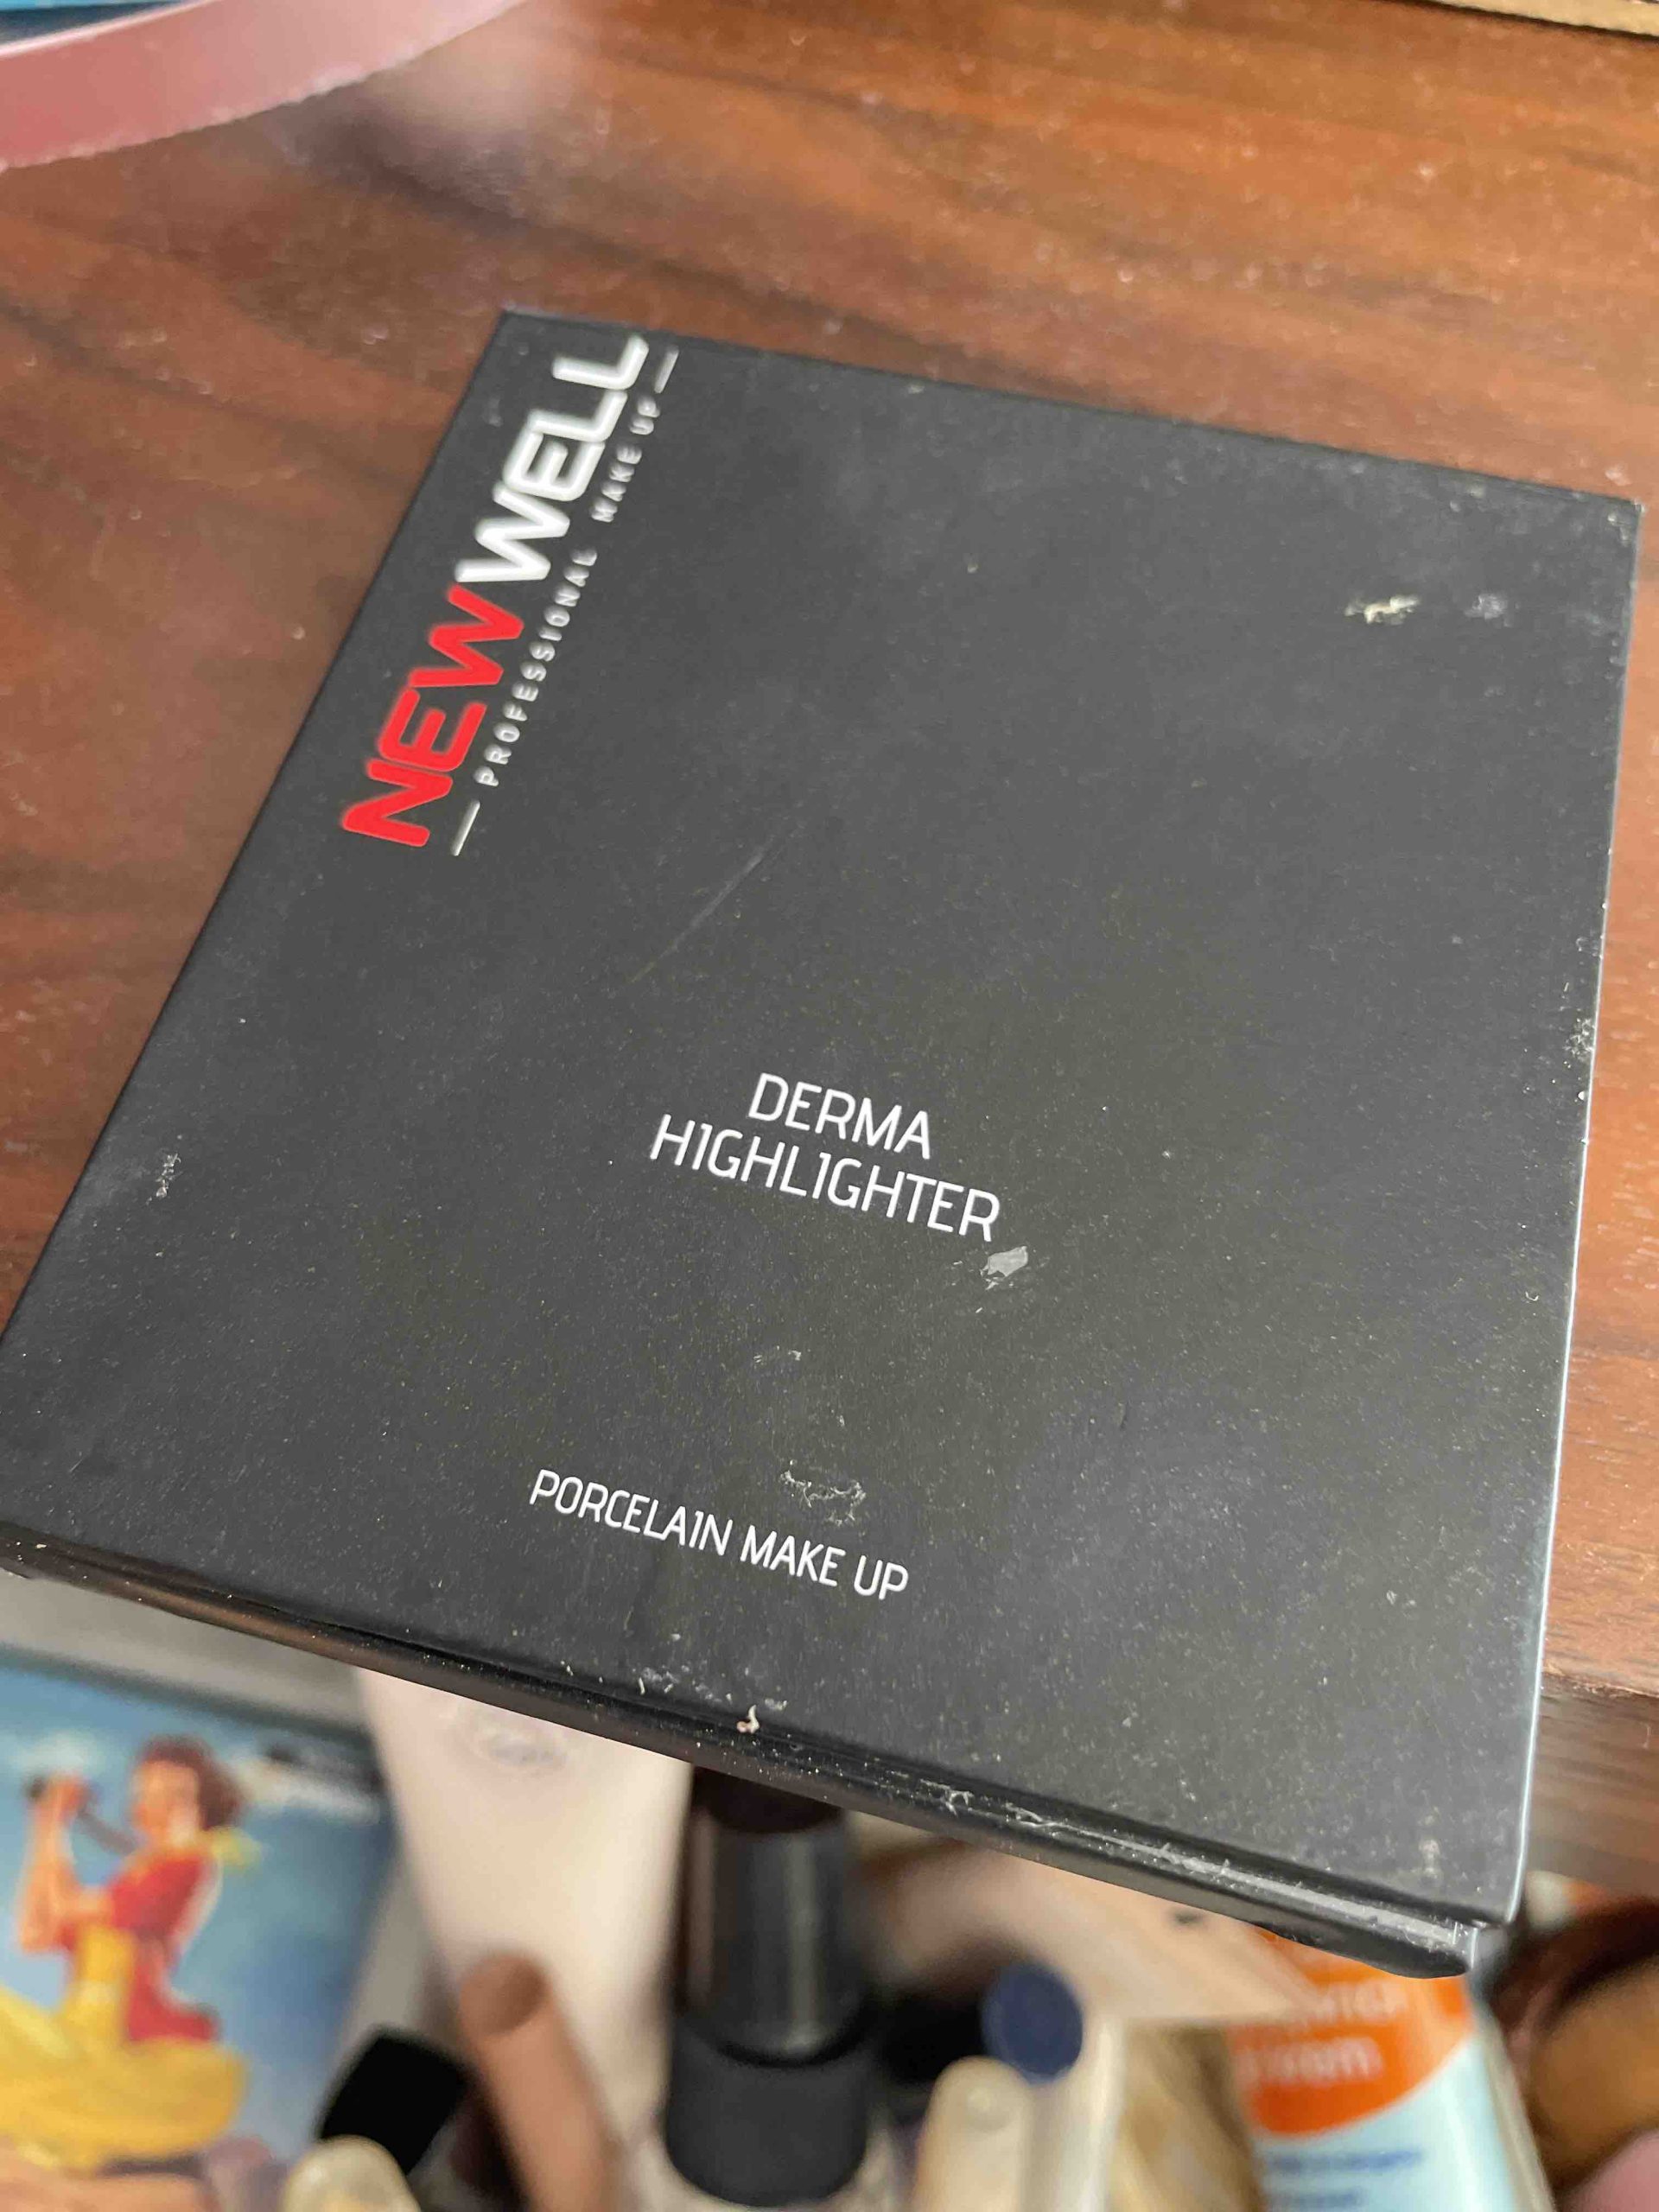 NEWWELL
PROFESSIONAL MAKE UP
DERMA
HIGHLIGHTER
PORCELAIN MAKE UP